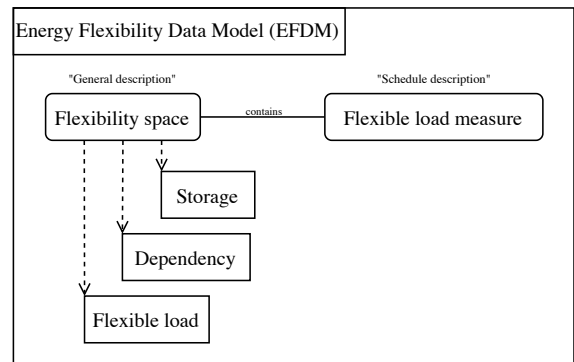 Energy Flexibility Data Model (EFDM)
"General description"
"Schedule description"
Flexibility space
contains
Flexible load measure
Storage
Dependency
Flexible load